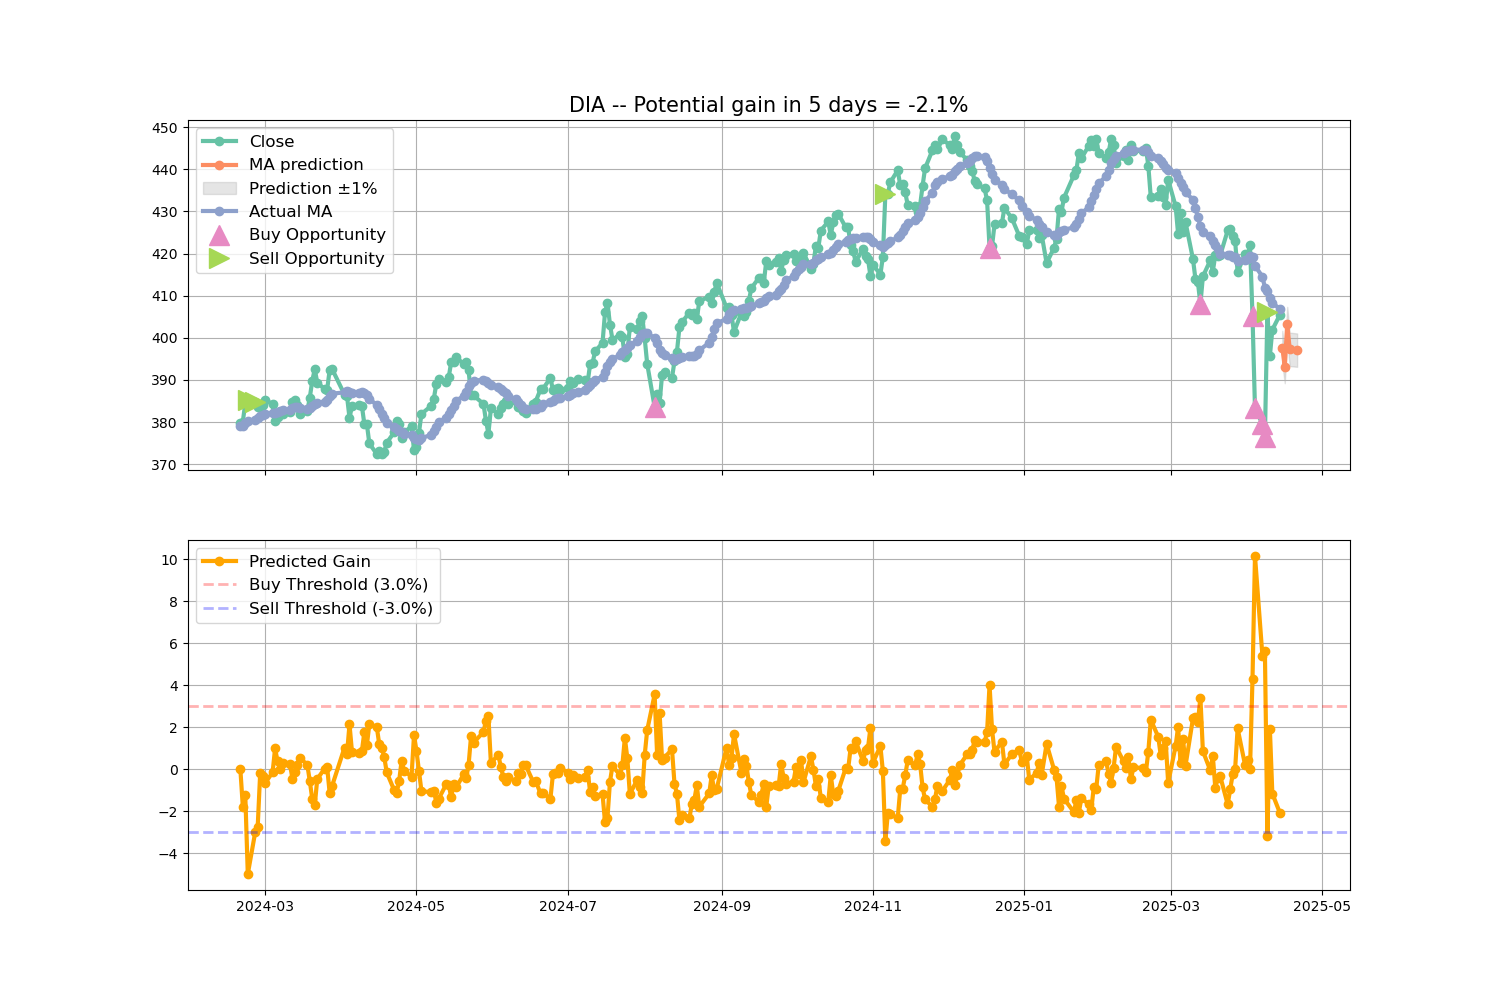 DIA -- Potential gain in 5 days = -2.1%
450
440
430
420
410
400
390
380
370
Close
MA prediction
Prediction ±1%
Actual MA
Buy Opportunity
Sell Opportunity
10
8
6
4
2
0
−2
−4
Predicted Gain
Buy Threshold (3.0%)
Sell Threshold (-3.0%)
2024-03 2024-05 2024-07 2024-09 2024-11 2025-01 2025-03 2025-05